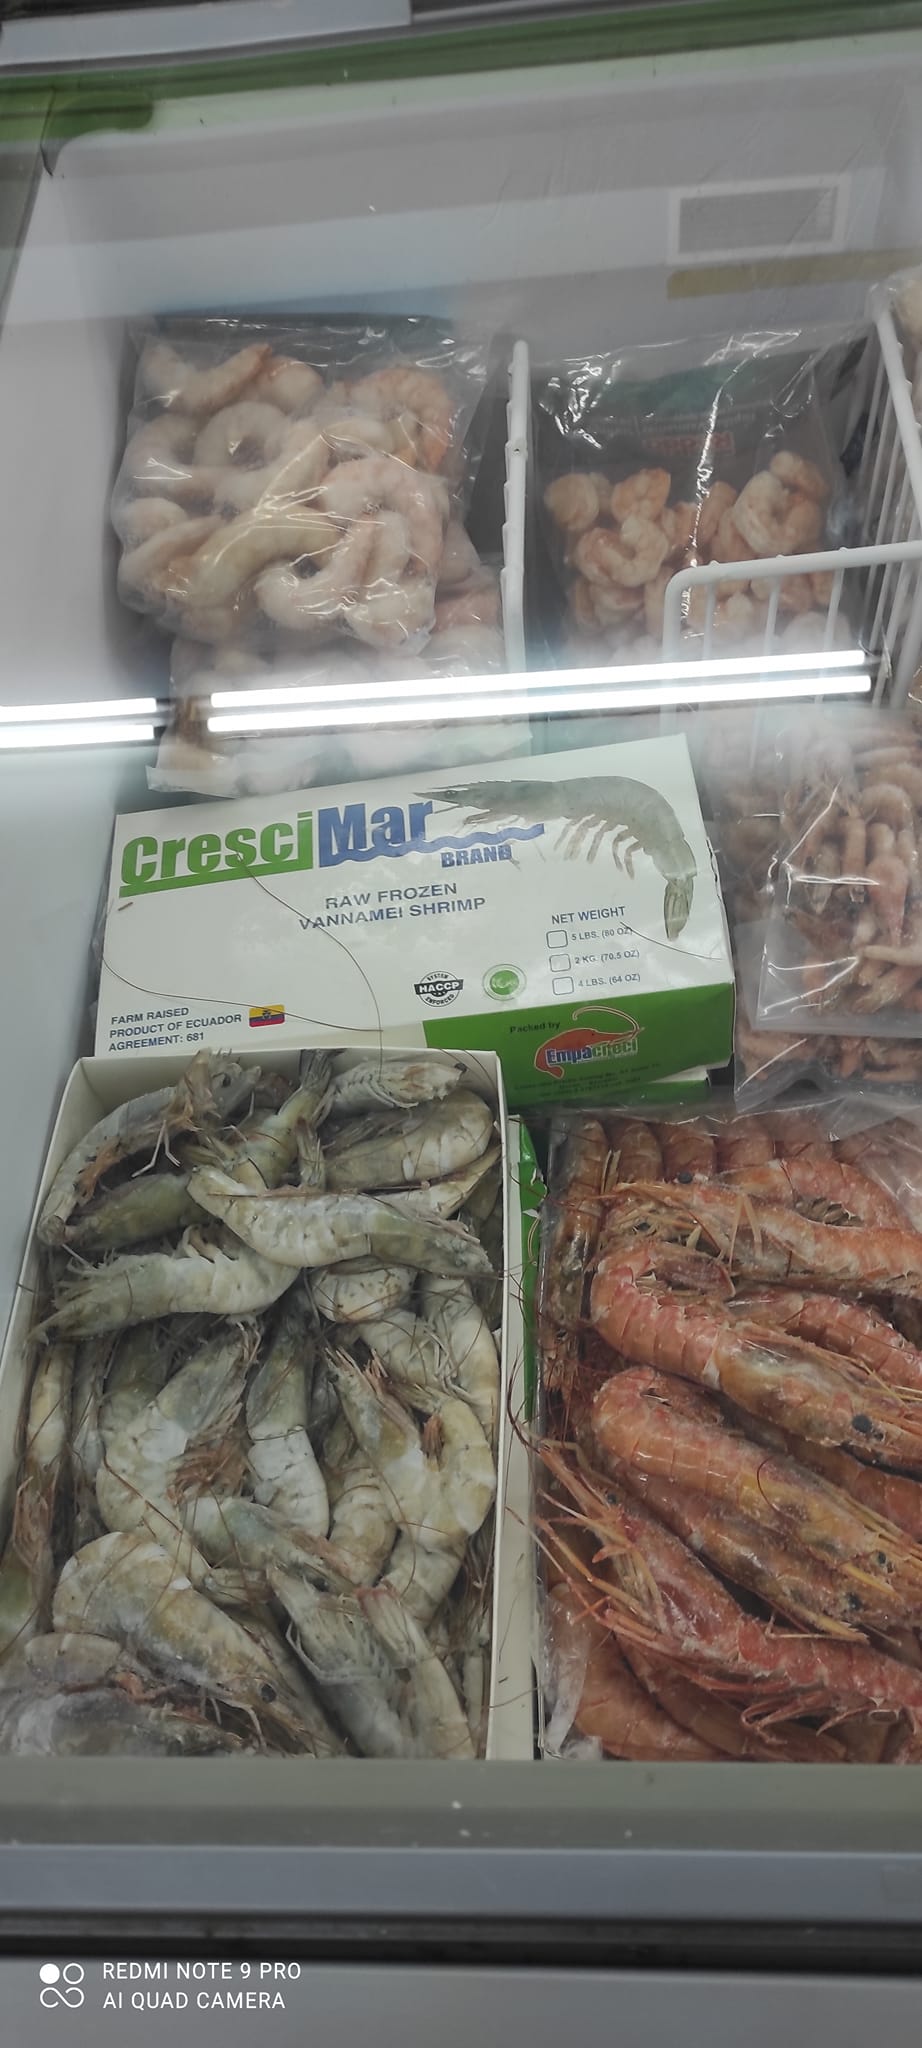 CresciMar
BRAND
RAW FROZEN
VANNAMEI SHRIMP
NET WEIGHT
5 LBS. (80 OZ)
2 KG. (70.5 OZ)
4 LBS. (64 OZ)
SYSTEM
HACCP
ENFORCED
FARM RAISED
PRODUCT OF ECUADOR
AGREEMENT: 681
Packed by
Empacreci
REDMI NOTE 9 PRO
AI QUAD CAMERA